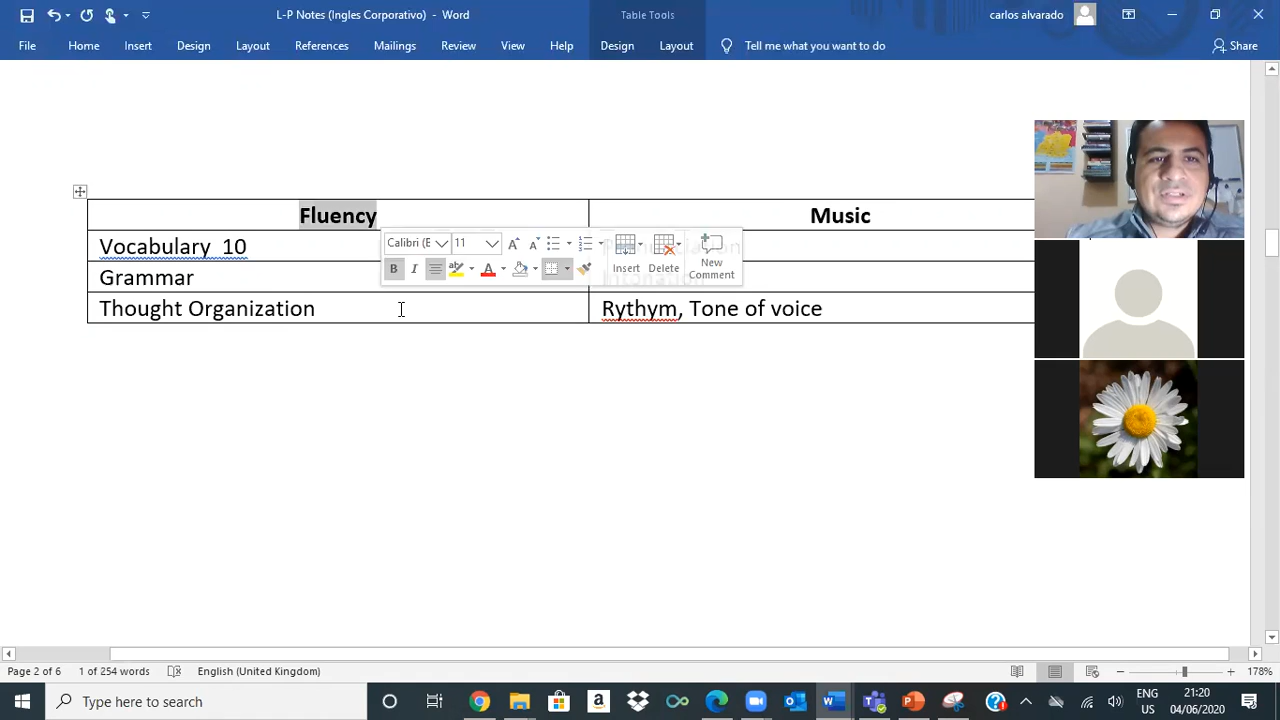 L-P Notes (Ingles Corporativo) - Word
Table Tools
carlos alvarado
File Home Insert Design Layout References Mailings Review View Help Design Layout Tell me what you want to do Share
Fluency Music
Vocabulary 10
Grammar Intonation
Thought Organization Rythym, Tone of voice
Calibri (E 11
Insert Delete New
Comment
Page 2 of 6 1 of 254 words English (United Kingdom) 178%
Type here to search
ENG 21:20
US 04/06/2020